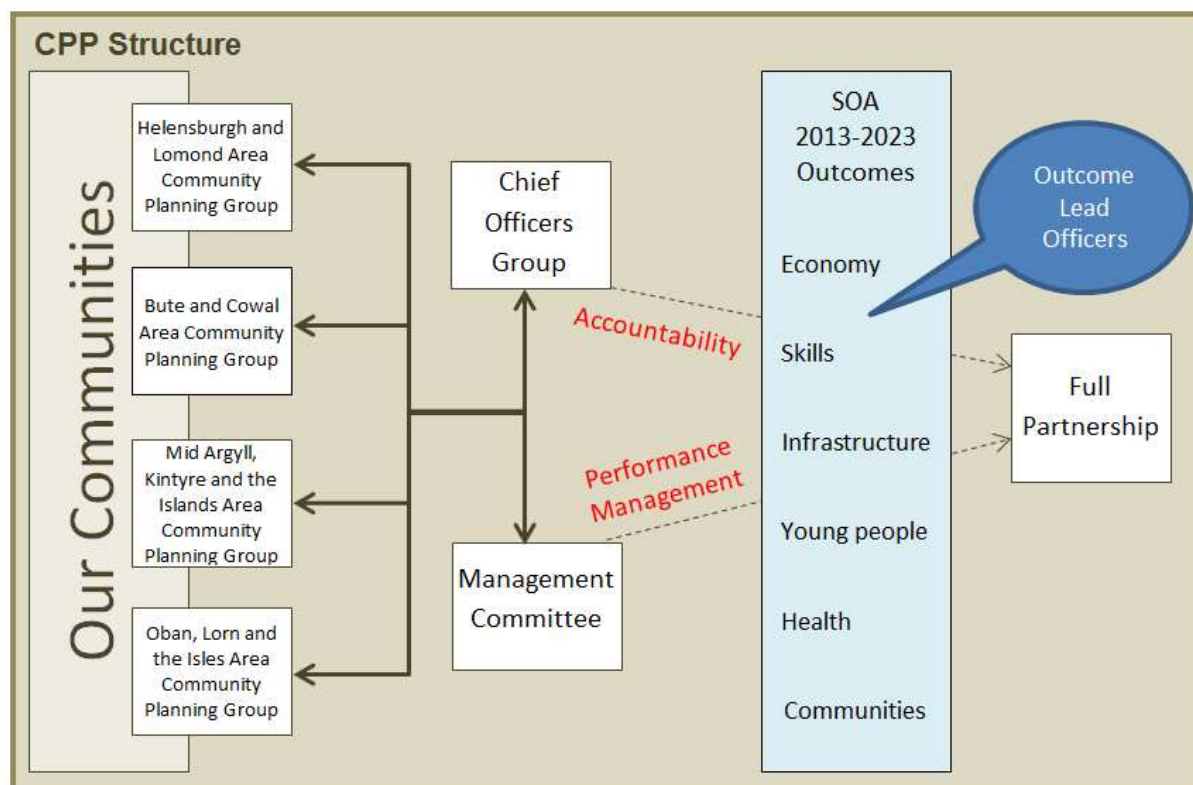 CPP Structure
Our Communities
Helensburgh and
Lomond Area
Community
Planning Group
Bute and Cowal
Area Community
Planning Group
Mid Argyll,
Kintyre and the
Islands Area
Community
Planning Group
Oban, Lorn and
the Isles Area
Community
Planning Group
Chief
Officers
Group
Accountability
Performance
Management
Management
Committee
SOA
2013-2023
Outcomes
Economy
Skills
Infrastructure
Young people
Health
Communities
Outcome
Lead
Officers
Full
Partnership